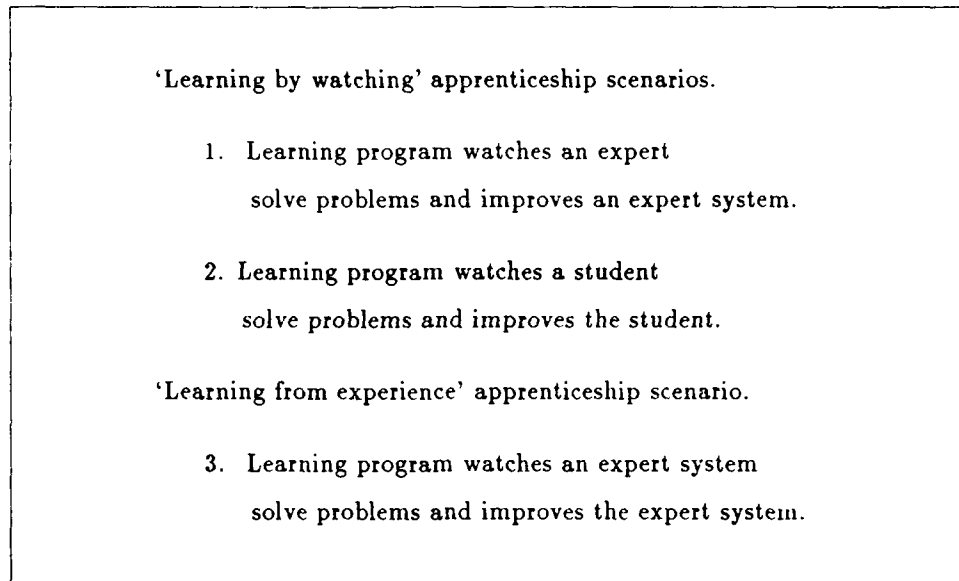 ‘Learning by watching’ apprenticeship scenarios.
1. Learning program watches an expert
solve problems and improves an expert system.
2. Learning program watches a student
solve problems and improves the student.
‘Learning from experience’ apprenticeship scenario.
3. Learning program watches an expert system
solve problems and improves the expert system.